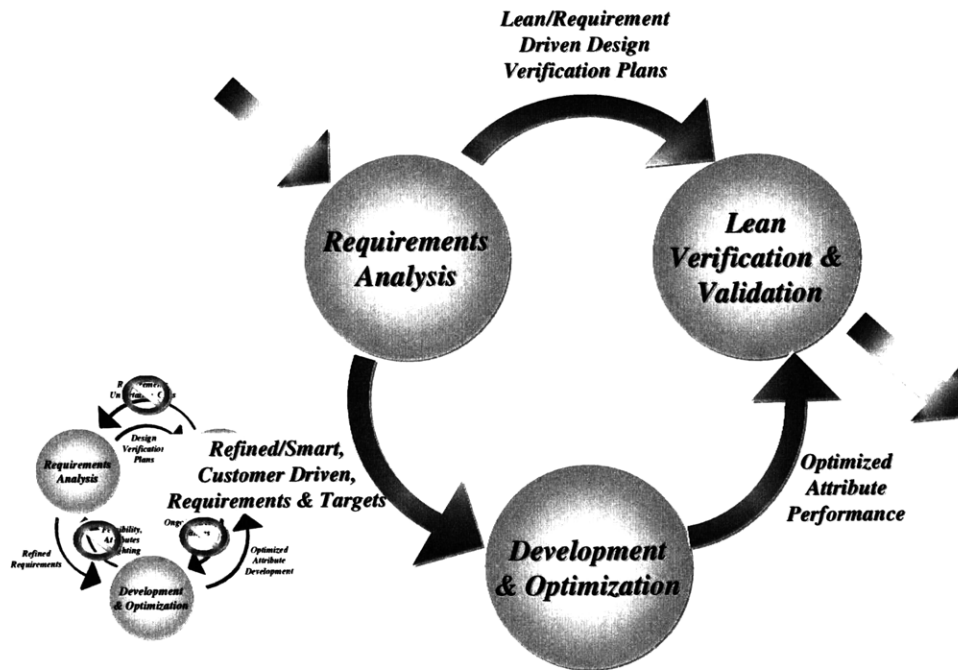 Lean/Requirement
Driven Design
Verification Plans
Requirements
Analysis
Lean
Verification &
Validation
Refined/Smart,
Customer Driven,
Requirements & Targets
Optimized
Attribute
Performance
Development
& Optimization
Design
Plans
Requirements
Analysis
Refined
Requirements
Optimized
Attribute
Development
Development
& Optimization